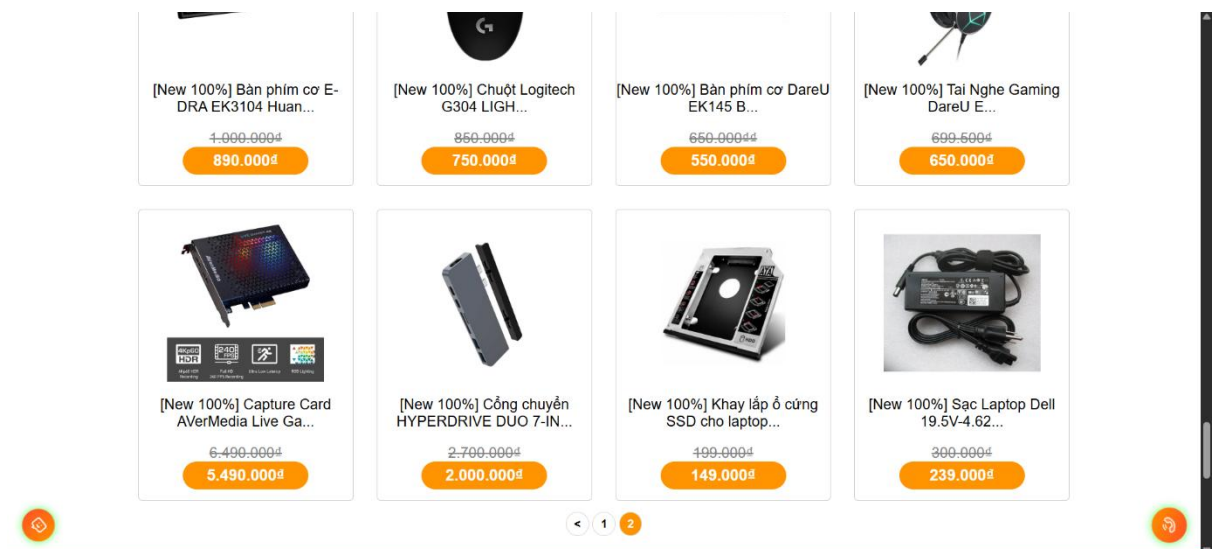 [New 100%] Bàn phím cơ E-
DRA EK3104 Huan...
1.000.000đ
890.000đ
[New 100%] Chuột Logitech
G304 LIGH...
850.000đ
750.000đ
[New 100%] Bàn phím cơ DareU
EK145 B...
650.000đđ
550.000đ
[New 100%] Tai Nghe Gaming
DareU E...
699.500đ
650.000đ
4Kp60
HDR
240
FPS
[New 100%] Capture Card
AVerMedia Live Ga...
6.490.000đ
5.490.000đ
[New 100%] Cổng chuyển
HYPERDRIVE DUO 7-IN...
2.700.000đ
2.000.000đ
[New 100%] Khay lắp ổ cứng
SSD cho laptop...
199.000đ
149.000đ
[New 100%] Sạc Laptop Dell
19.5V-4.62...
300.000đ
239.000đ
< 1 2